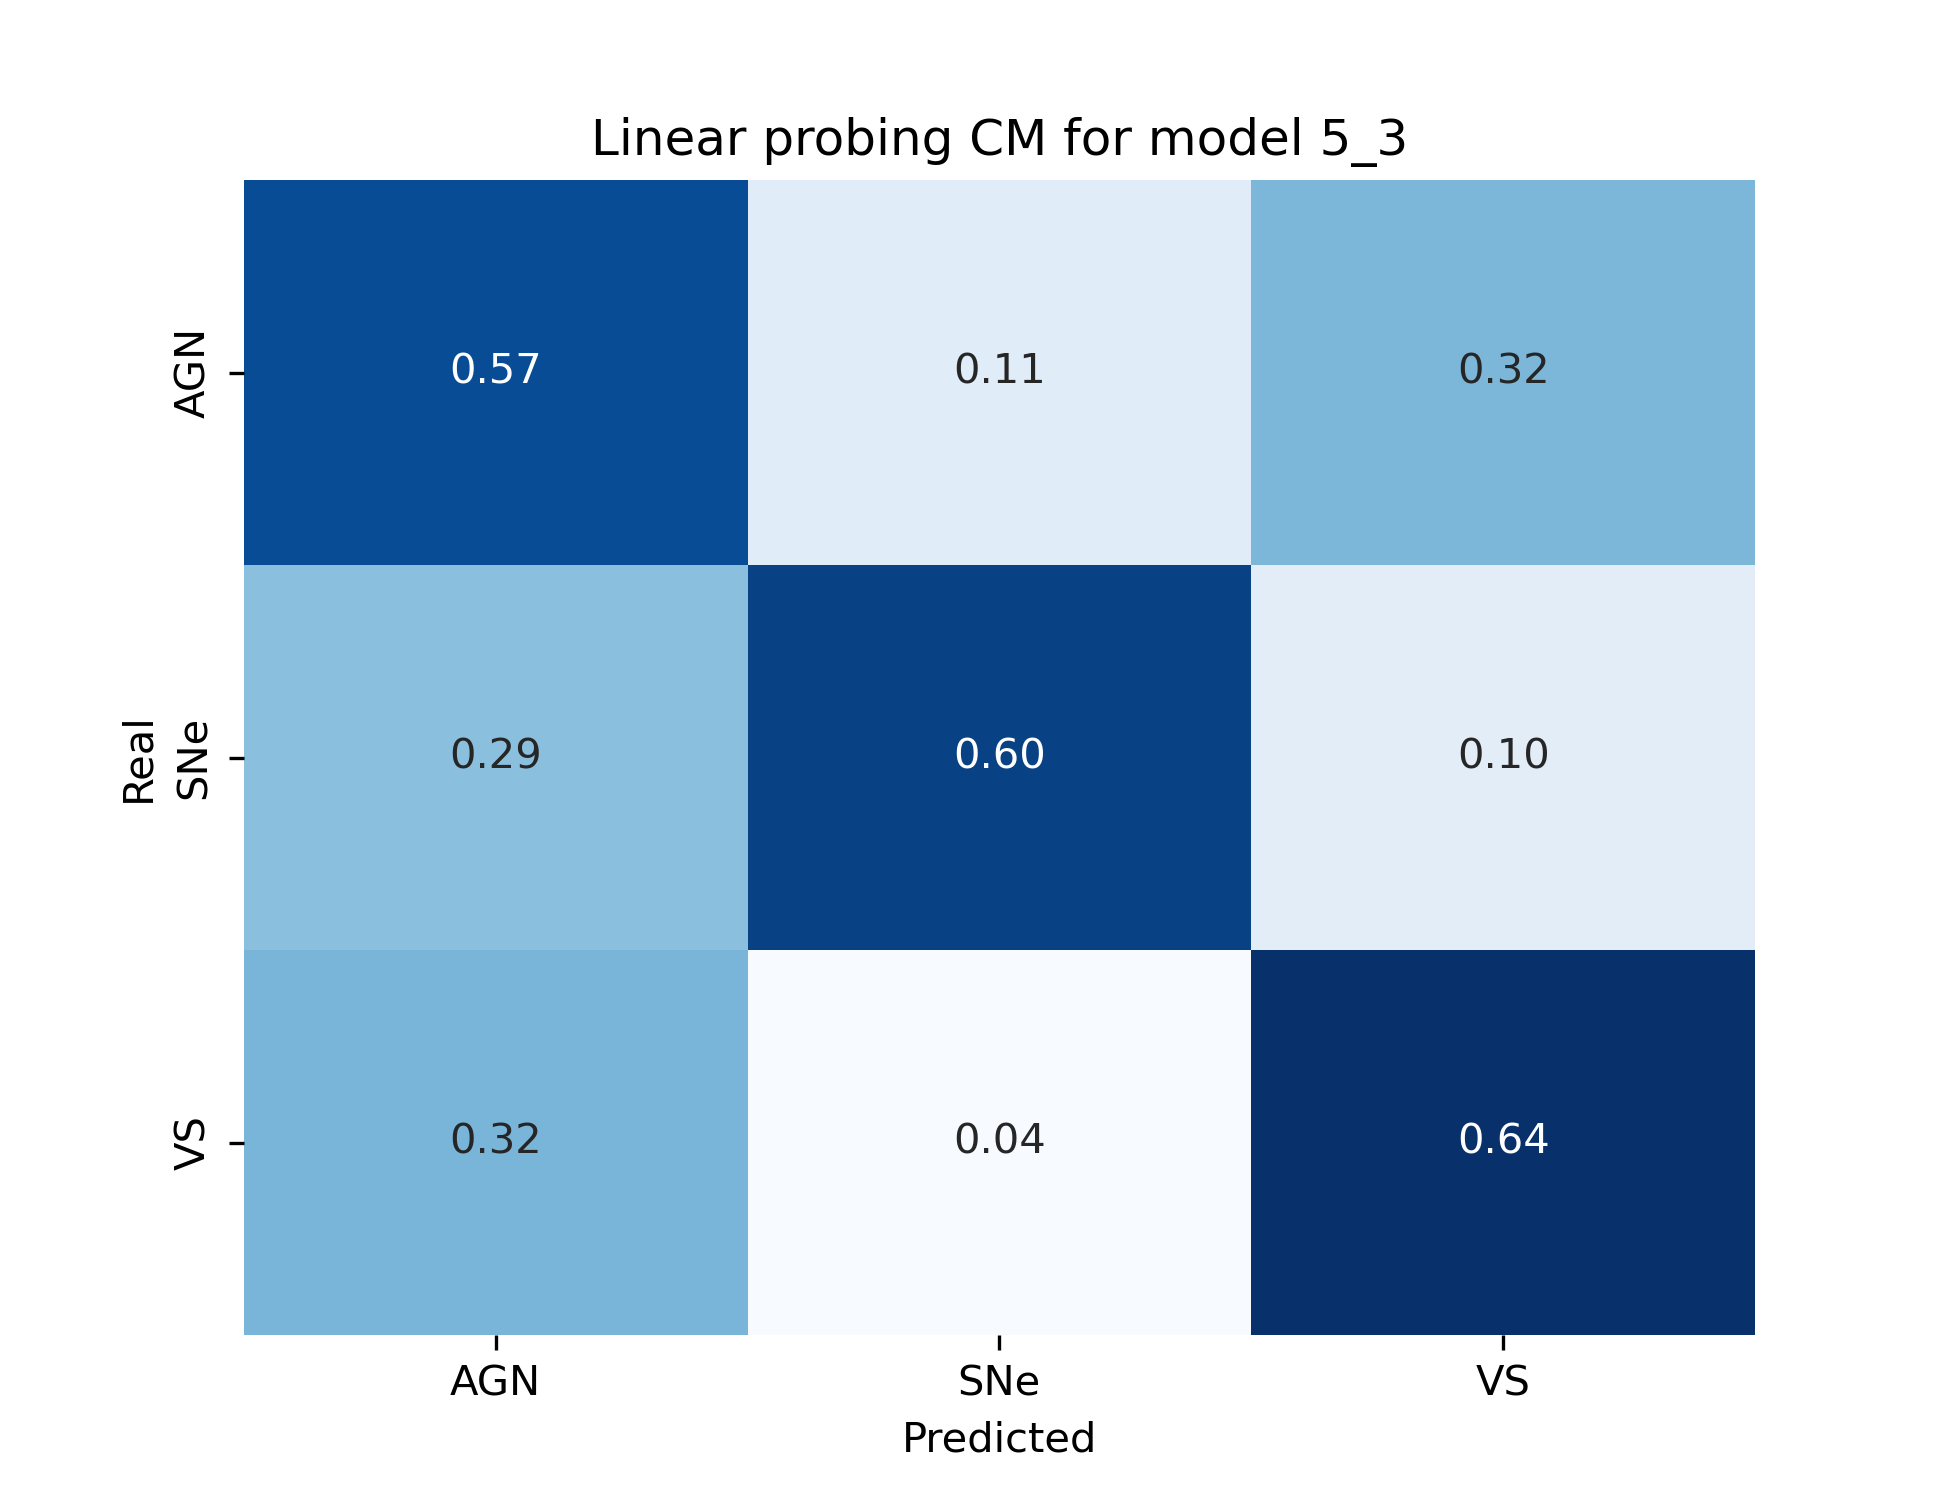 Linear probing CM for model 5_3
AGN
0.57
0.11
0.32
Real
SNe
0.29
0.60
0.10
VS
0.32
0.04
0.64
AGN
SNe
VS
Predicted